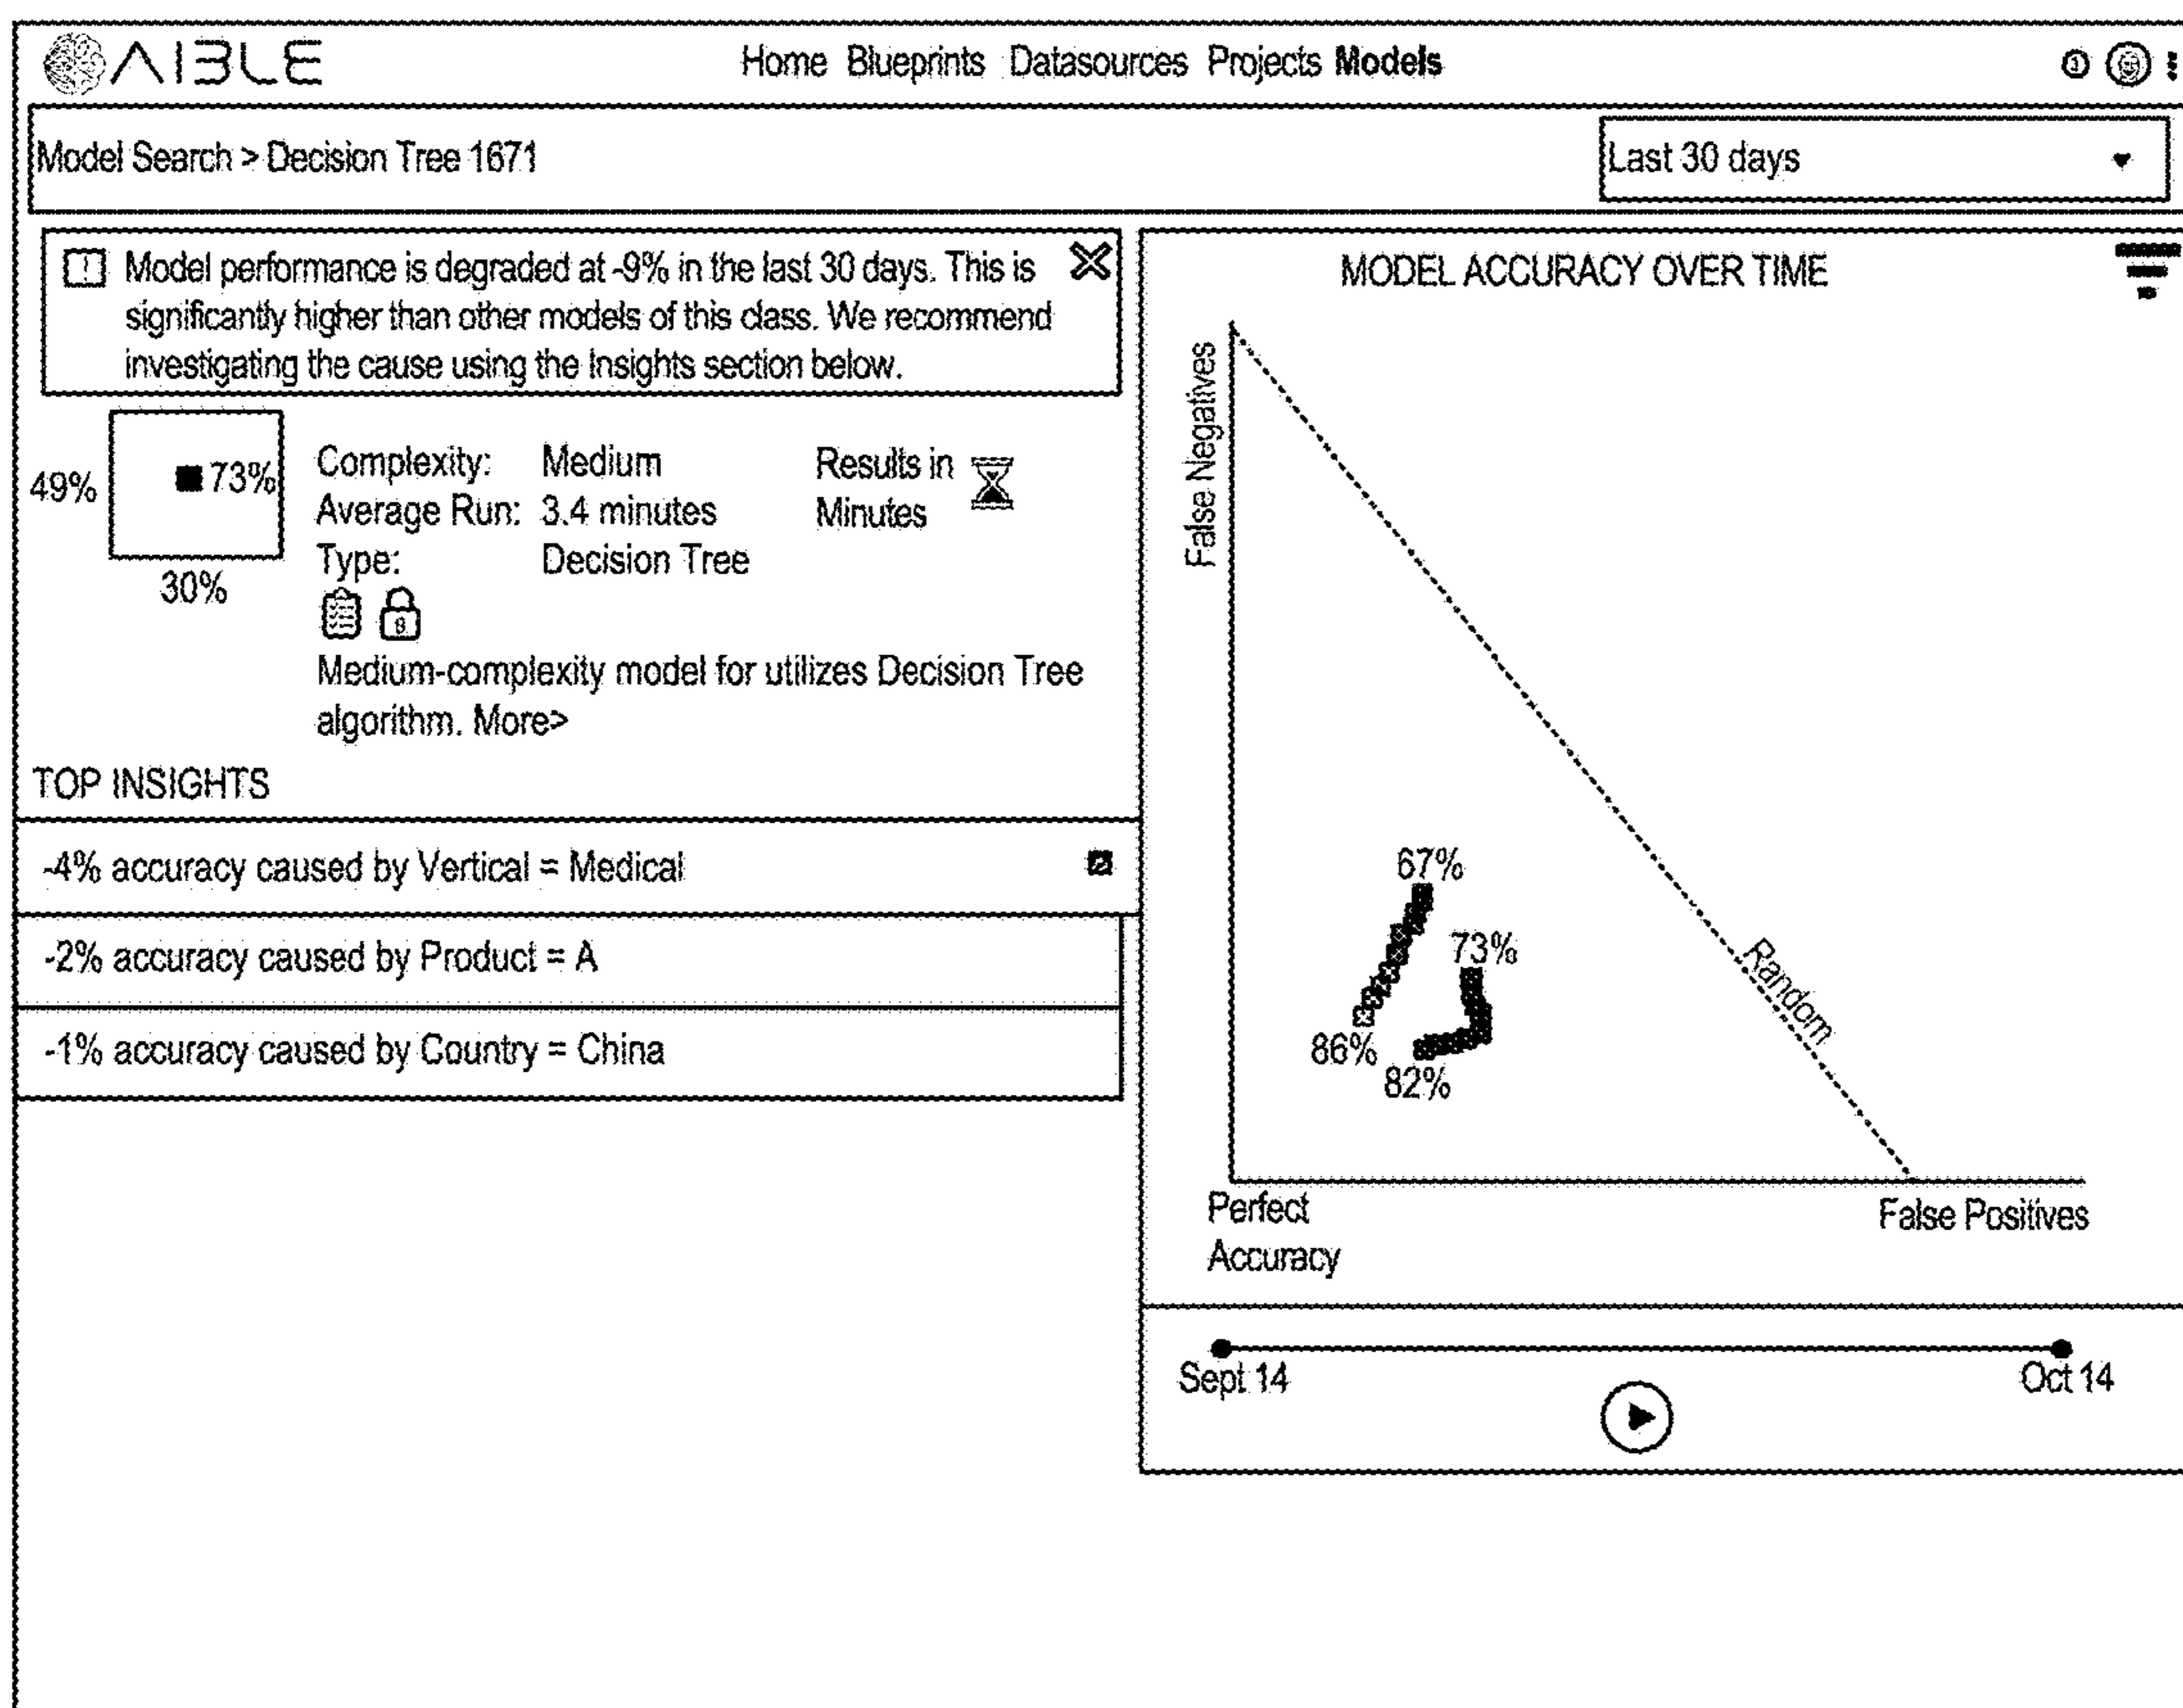 AIBLE
Home Blueprints Datasources Projects Models
Model Search > Decision Tree 1671
Last 30 days
Model performance is degraded at -9% in the last 30 days. This is
significantly higher than other models of this class. We recommend
investigating the cause using the Insights section below.
49%
73%
30%
Complexity: Medium
Average Run: 3.4 minutes
Type: Decision Tree
Results in
Minutes
Medium-complexity model for utilizes Decision Tree
algorithm. More>
TOP INSIGHTS
-4% accuracy caused by Vertical = Medical
-2% accuracy caused by Product = A
-1% accuracy caused by Country = China
MODEL ACCURACY OVER TIME
False Negatives
67%
73%
86%
82%
Random
Perfect
Accuracy
False Positives
Sept 14
Oct 14